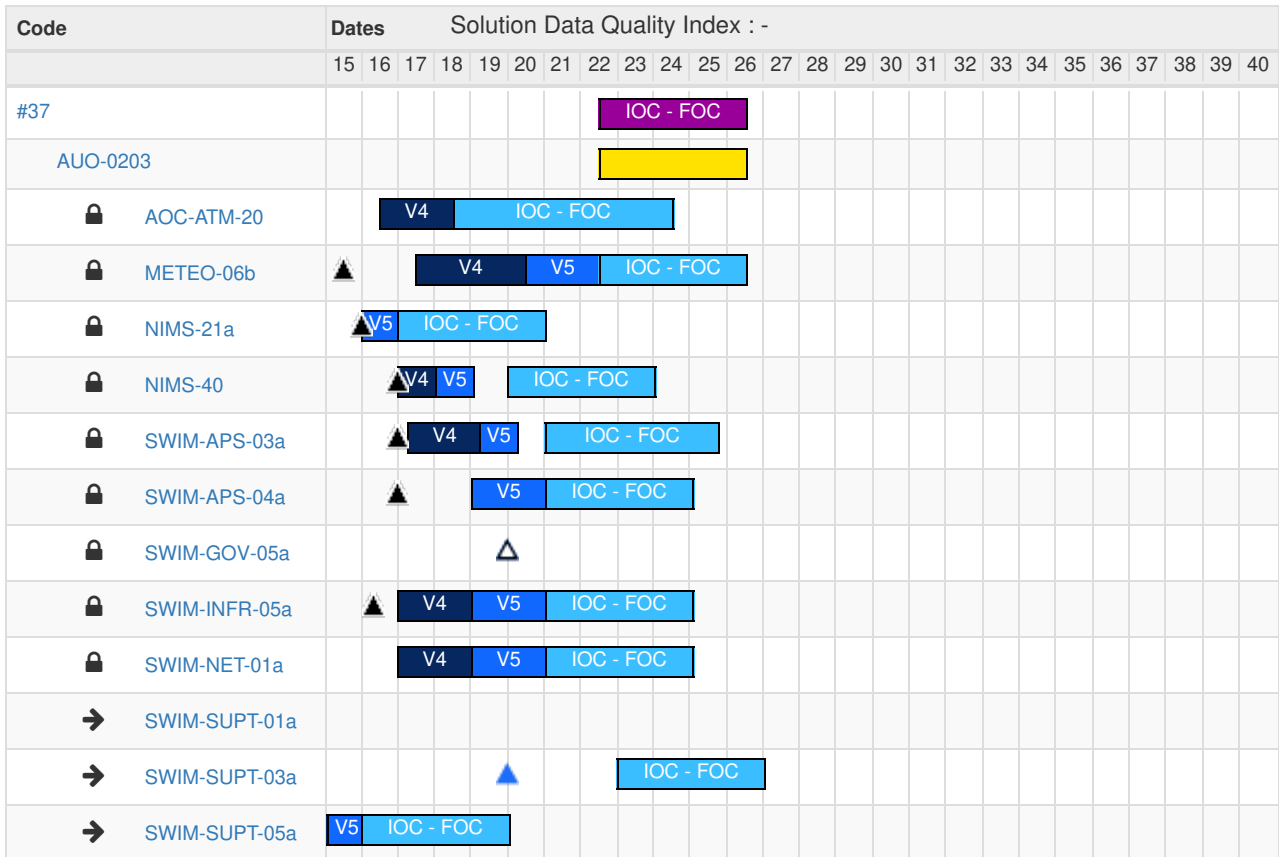 Code Dates Solution Data Quality Index : -
15 16 17 18 19 20 21 22 23 24 25 26 27 28 29 30 31 32 33 34 35 36 37 38 39 40
#37 IOC - FOC
AUO-0203
AOC-ATM-20 V4 IOC - FOC
METEO-06b V4 V5 IOC - FOC
NIMS-21a V5 IOC - FOC
NIMS-40 V4 V5 IOC - FOC
SWIM-APS-03a V4 V5 IOC - FOC
SWIM-APS-04a V5 IOC - FOC
SWIM-GOV-05a
SWIM-INFR-05a V4 V5 IOC - FOC
SWIM-NET-01a V4 V5 IOC - FOC
SWIM-SUPT-01a
SWIM-SUPT-03a IOC - FOC
SWIM-SUPT-05a V5 IOC - FOC